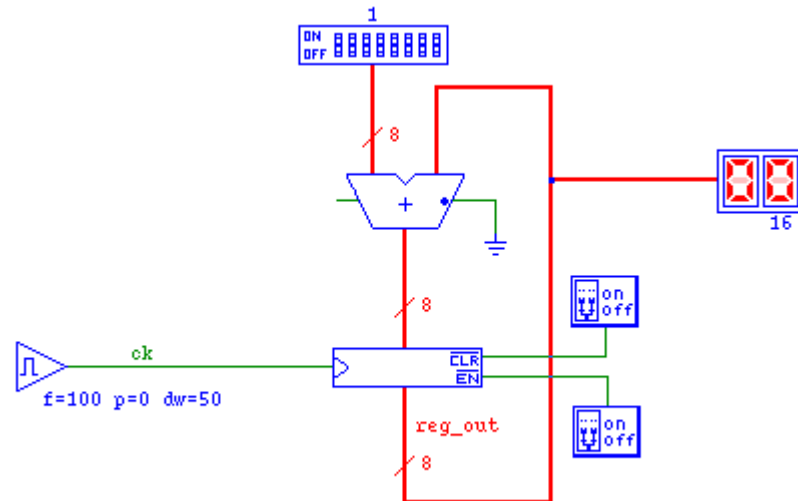 1
ON
OFF
8
+
16
8
on
off
ck
CLR
EN
f=100 p=0 dw=50
on
off
reg_out
8